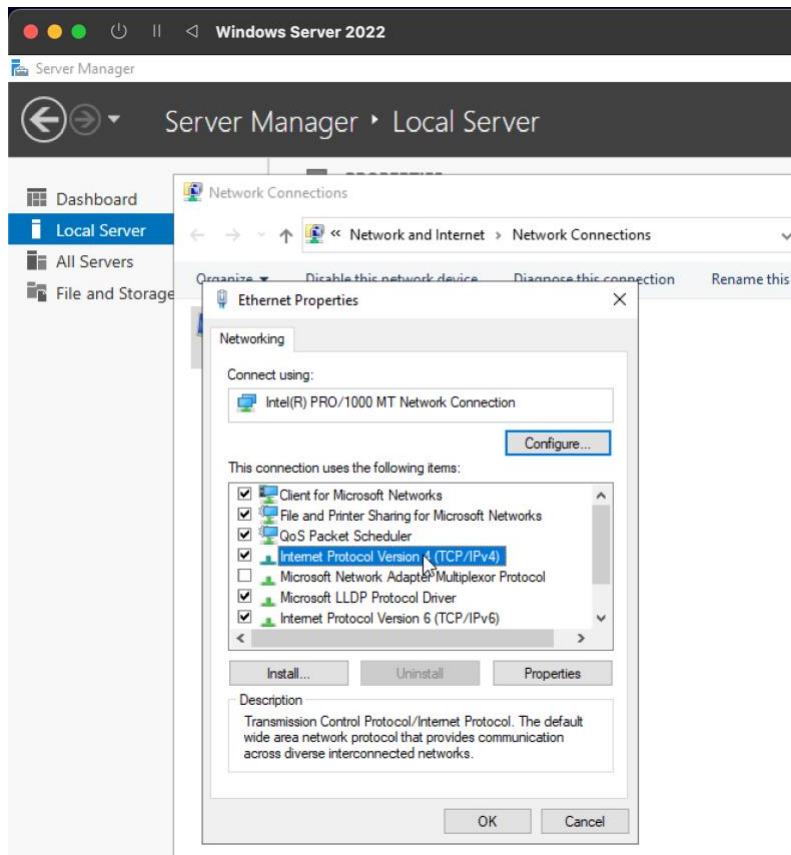 Windows Server 2022
Server Manager
Server Manager ‣ Local Server
Dashboard
Local Server
All Servers
File and Storage
Network Connections
« Network and Internet > Network Connections
Organize Disable this network device Diagnose this connection Rename this
Ethernet Properties
Networking
Connect using:
Intel(R) PRO/1000 MT Network Connection
Configure...
This connection uses the following items:
Client for Microsoft Networks
File and Printer Sharing for Microsoft Networks
QoS Packet Scheduler
Internet Protocol Version 4 (TCP/IPv4)
Microsoft Network Adapter Multiplexor Protocol
Microsoft LLDP Protocol Driver
Internet Protocol Version 6 (TCP/IPv6)
Install... Uninstall Properties
Description
Transmission Control Protocol/Internet Protocol. The default
wide area network protocol that provides communication
across diverse interconnected networks.
OK Cancel